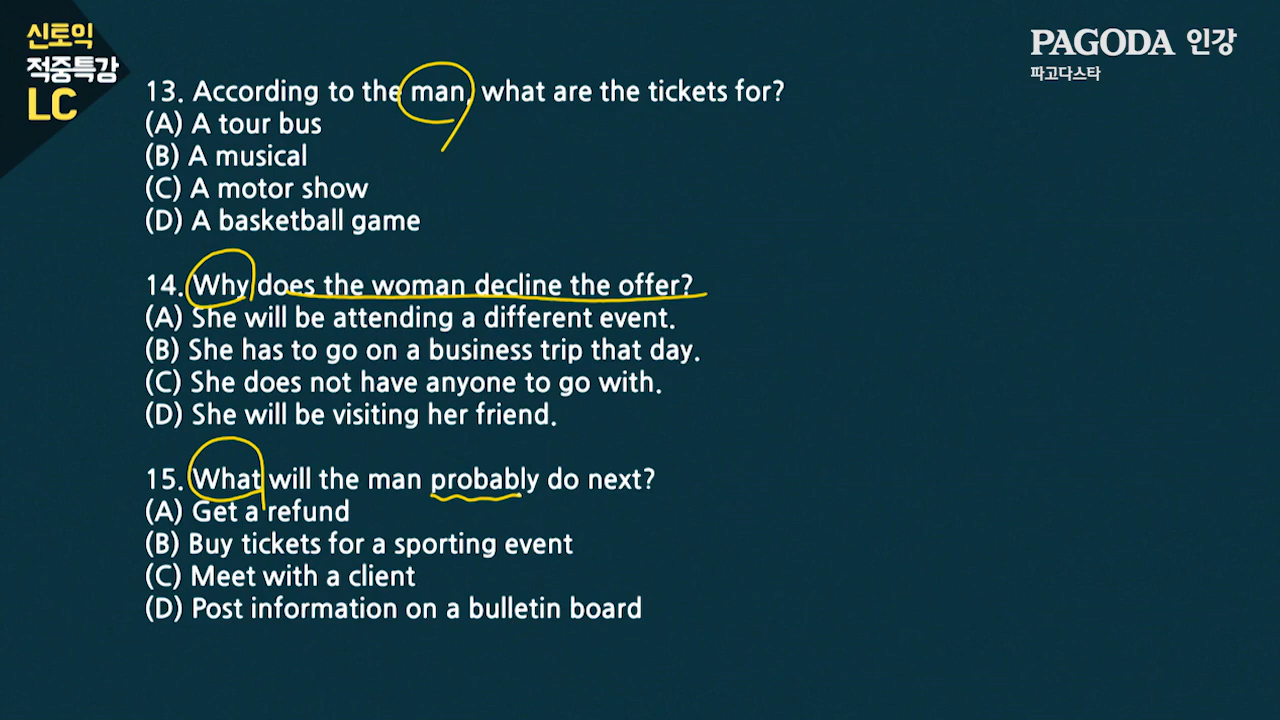 신토익
적중특강
LC
PAGODA 인강
파고다스타
13. According to the man, what are the tickets for?
(A) A tour bus
(B) A musical
(C) A motor show
(D) A basketball game
14. Why does the woman decline the offer?
(A) She will be attending a different event.
(B) She has to go on a business trip that day.
(C) She does not have anyone to go with.
(D) She will be visiting her friend.
15. What will the man probably do next?
(A) Get a refund
(B) Buy tickets for a sporting event
(C) Meet with a client
(D) Post information on a bulletin board